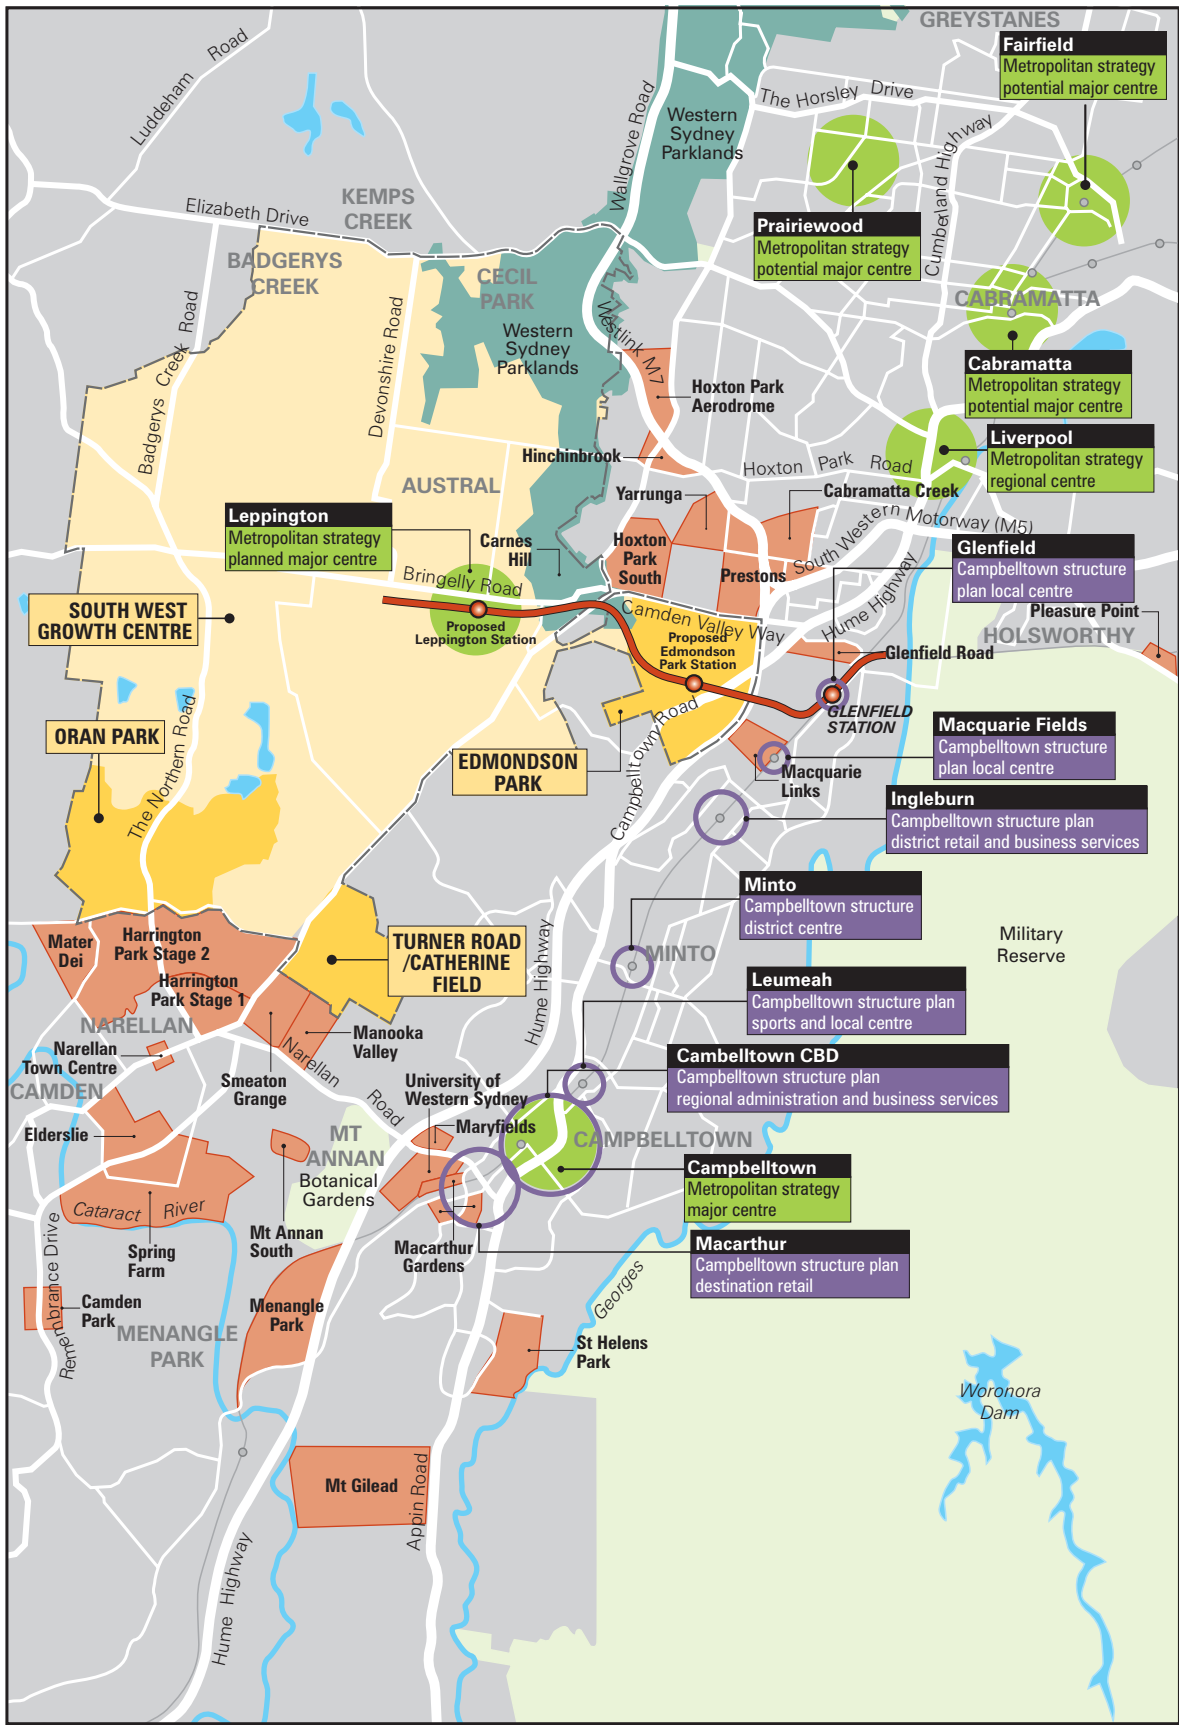 GREYSTANES
Fairfield
Metropolitan strategy
potential major centre
Luddeham Road
Wallgrove Road
The Horsley Drive
Western
Sydney
Parklands
Cumberland Highway
KEMPS
CREEK
Elizabeth Drive
Prairiewood
Metropolitan strategy
potential major centre
BADGERYS
CREEK
CECIL
PARK
CABRAMATTA
Western
Sydney
Parklands
Westlink M7
Badgerys Creek Road
Devonshire Road
Cabramatta
Metropolitan strategy
potential major centre
Hoxton Park
Aerodrome
Liverpool
Metropolitan strategy
regional centre
Hinchinbrook
Hoxton Park Road
AUSTRAL
Yarrunga
Cabramatta Creek
Leppington
Metropolitan strategy
planned major centre
Carnes
Hill
Hoxton
Park
South
Prestons
South Western Motorway (M5)
Glenfield
Campbelltown structure
plan local centre
Bringelly Road
Camden Valley Way
Hume Highway
Pleasure Point
HOLSWORTHY
SOUTH WEST
GROWTH CENTRE
Proposed
Leppington Station
Proposed
Edmondson
Park Station
Glenfield Road
GLENFIELD
STATION
ORAN PARK
The Northern Road
EDMONDSON
PARK
Campbelltown Road
Macquarie Fields
Campbelltown structure
plan local centre
Macquarie
Links
Ingleburn
Campbelltown structure plan
district retail and business services
Minto
Campbelltown structure
district centre
MINTO
Mater
Dei
Harrington
Park Stage 2
TURNER ROAD
/CATHERINE
FIELD
Hume Highway
Military
Reserve
Harrington
Park Stage 1
Leumeah
Campbelltown structure plan
sports and local centre
NARELLAN
Manooka
Valley
Narellan
Town Centre
Narellan Road
Cambelltown CBD
Campbelltown structure plan
regional administration and business services
CAMDEN
Smeaton
Grange
University of
Western Sydney
Elderslie
Maryfields
MT
ANNAN
Botanical
Gardens
CAMPBELLTOWN
Campbelltown
Metropolitan strategy
major centre
Cataract River
Remembrance Drive
Spring
Farm
Mt Annan
South
Macarthur
Gardens
Macarthur
Campbelltown structure plan
destination retail
Georges
Camden
Park
Menangle
Park
MENANGLE
PARK
St Helens
Park
Woronora
Dam
Mt Gilead
Appin Road
Hume Highway